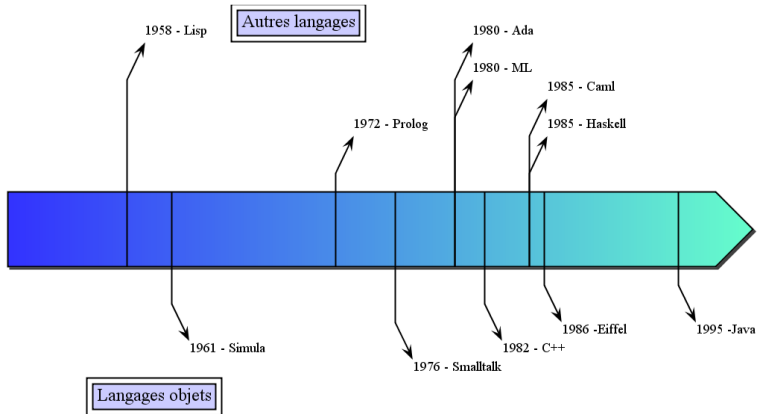 Autres langages
1958 - Lisp
1980 - Ada
1980 - ML
1985 - Caml
1972 - Prolog
1985 - Haskell
1961 - Simula
1976 - Smalltalk
1982 - C++
1986 -Eiffel
1995 -Java
Langages objets